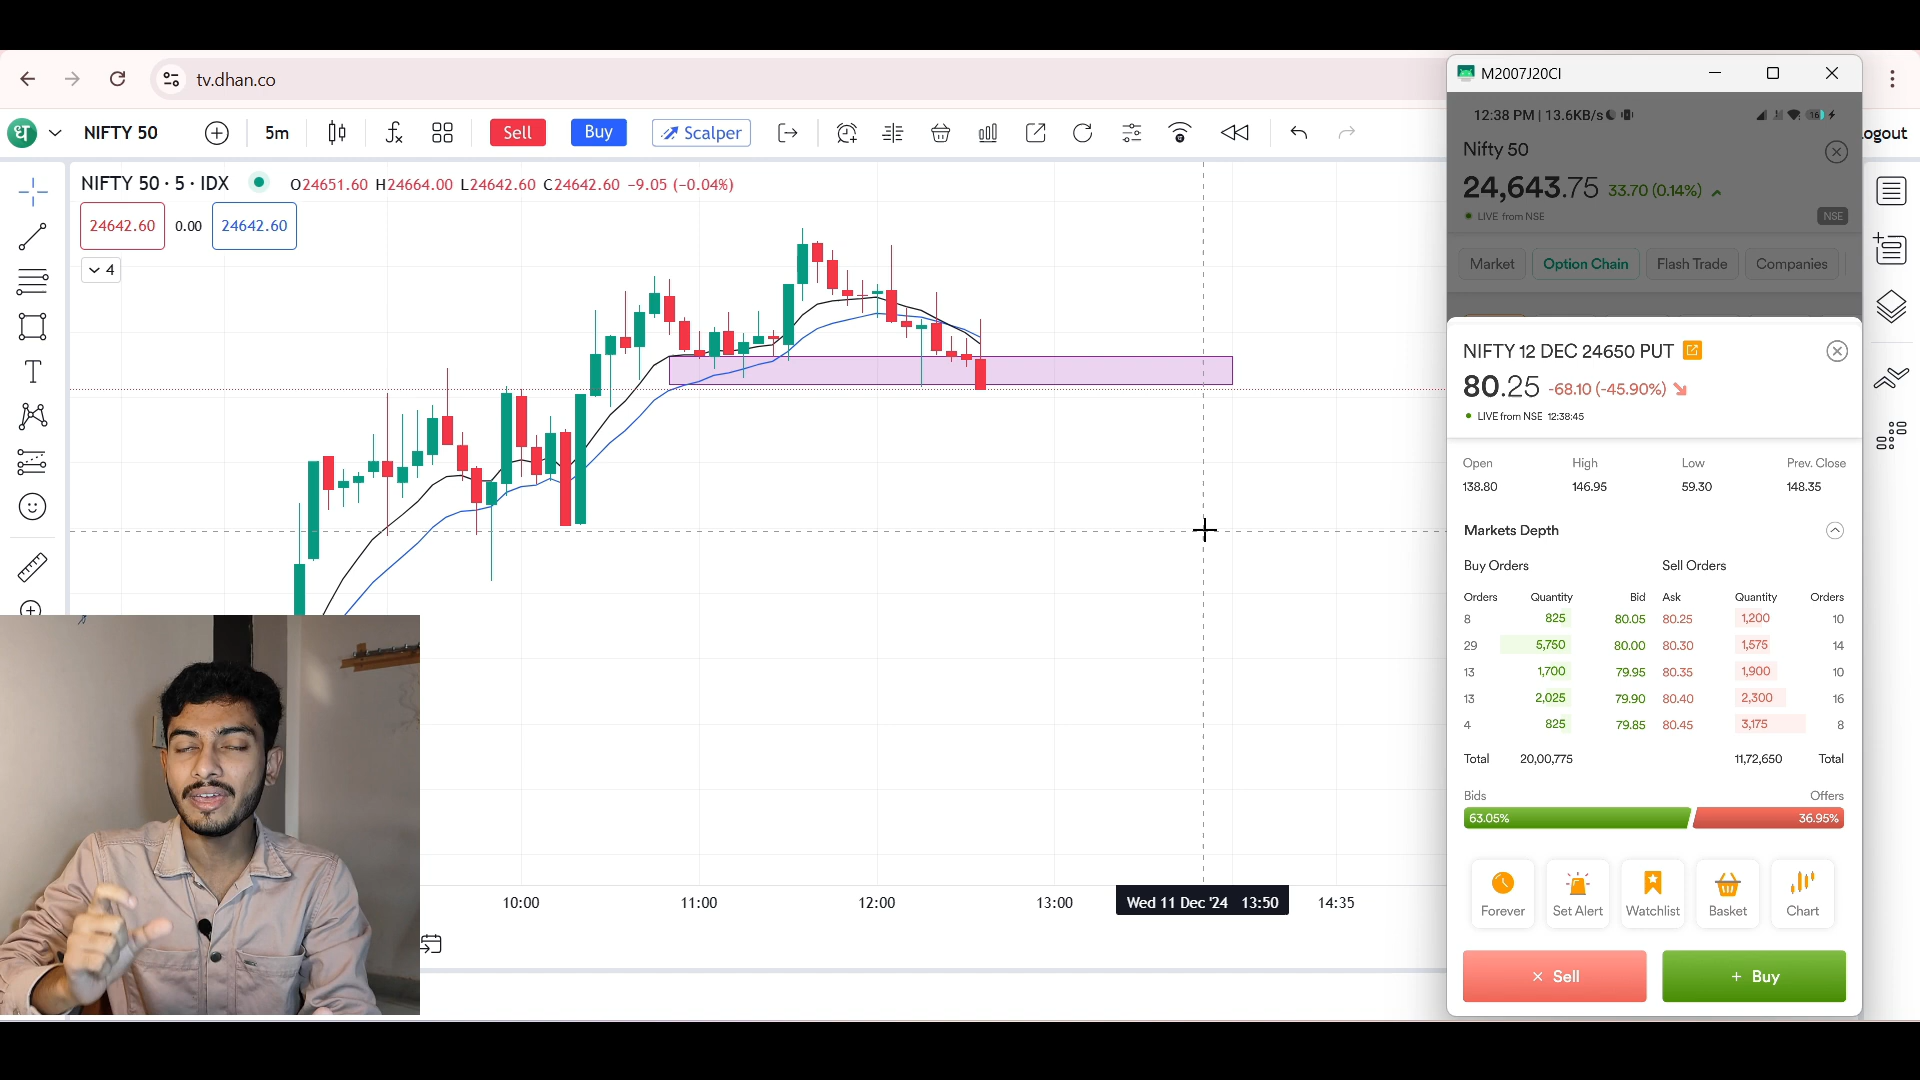 tv.dhan.co
M2007J20CI
12:38 PM | 13.6KB/s
16
ध
NIFTY 50
5m
Sell
Buy
Scalper
ogout
NIFTY 50 · 5 · IDX
O24651.60 H24664.00 L24642.60 C24642.60 −9.05 (−0.04%)
24642.60
0.00
24642.60
4
Nifty 50
24,643.75 33.70 (0.14%)
LIVE from NSE
NSE
Market
Option Chain
Flash Trade
Companies
NIFTY 12 DEC 24650 PUT
80.25 -68.10 (-45.90%)
LIVE from NSE 12:38:45
Open High Low Prev. Close
138.80 146.95 59.30 148.35
Markets Depth
Buy Orders Sell Orders
Orders Quantity Bid Ask Quantity Orders
8 825 80.05 80.25 1,200 10
29 5,750 80.00 80.30 1,575 14
13 1,700 79.95 80.35 1,900 10
13 2,025 79.90 80.40 2,300 16
4 825 79.85 80.45 3,175 8
Total 20,00,775 11,72,650 Total
Bids Offers
63.05% 36.95%
Forever Set Alert Watchlist Basket Chart
× Sell + Buy
10:00 11:00 12:00 13:00 Wed 11 Dec '24 13:50 14:35